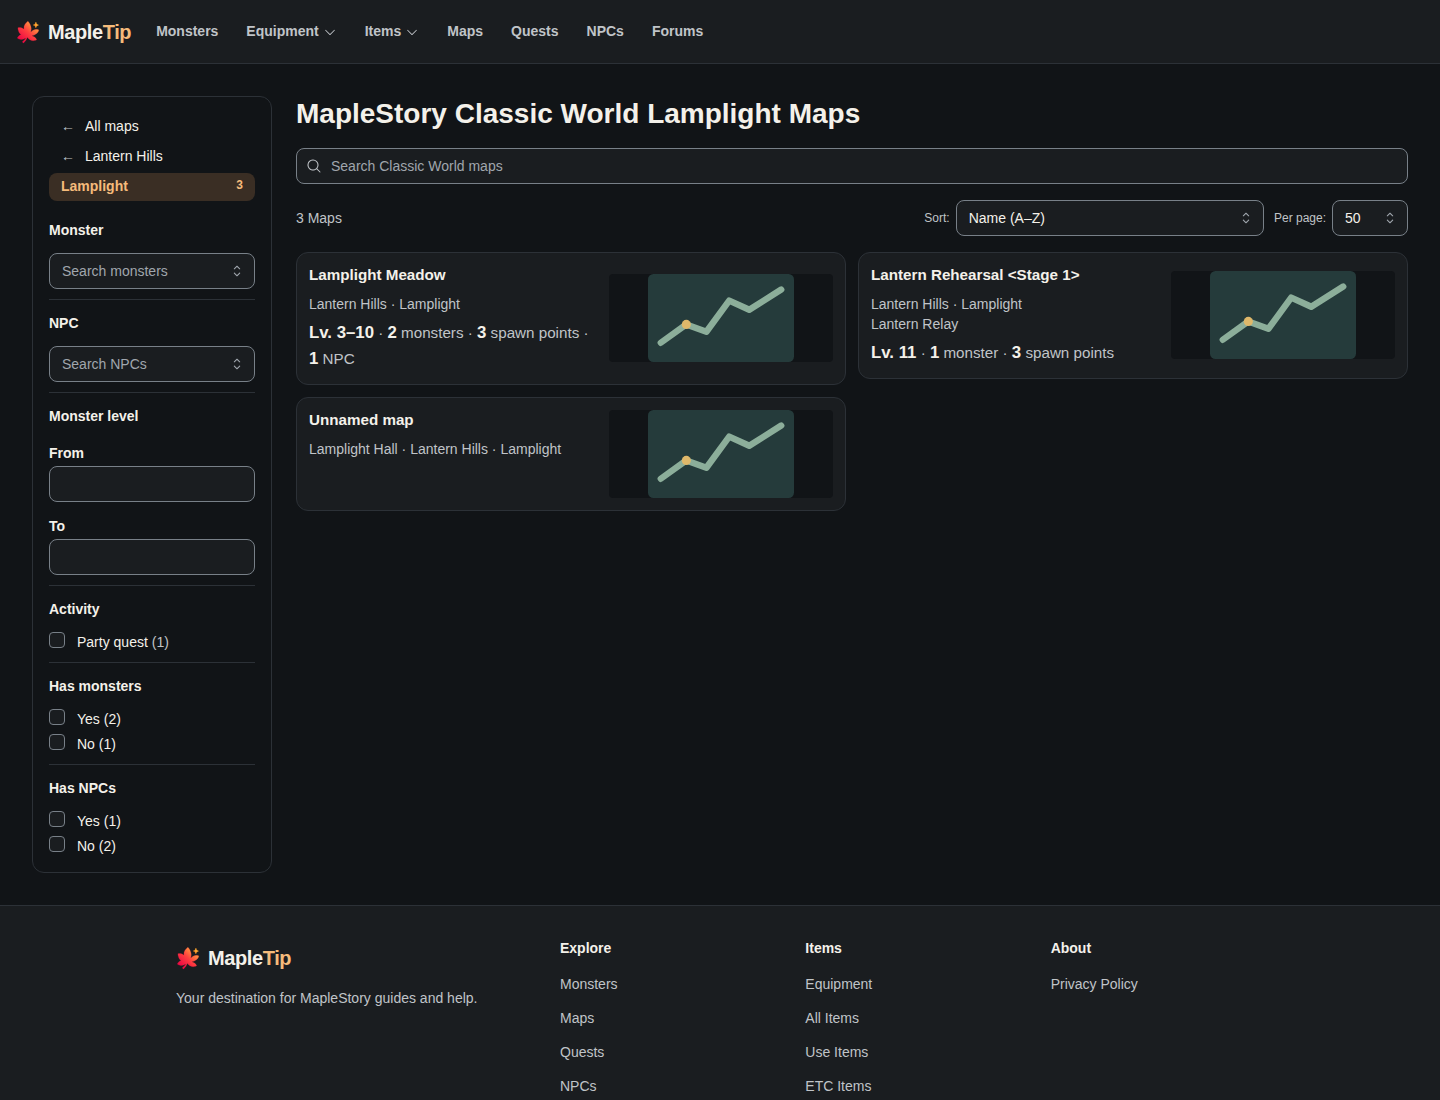 MapleTip
Monsters
Equipment
Items
Maps
Quests
NPCs
Forums
← All maps
← Lantern Hills
Lamplight 3
Monster
Search monsters
NPC
Search NPCs
Monster level
From
To
Activity
Party quest (1)
Has monsters
Yes (2)
No (1)
Has NPCs
Yes (1)
No (2)
MapleStory Classic World Lamplight Maps
Search Classic World maps
3 Maps
Sort: Name (A–Z)
Per page: 50
Lamplight Meadow
Lantern Hills · Lamplight
Lv. 3–10 · 2 monsters · 3 spawn points ·
1 NPC
Lantern Rehearsal <Stage 1>
Lantern Hills · Lamplight
Lantern Relay
Lv. 11 · 1 monster · 3 spawn points
Unnamed map
Lamplight Hall · Lantern Hills · Lamplight
MapleTip
Your destination for MapleStory guides and help.
Explore
Monsters
Maps
Quests
NPCs
Items
Equipment
All Items
Use Items
ETC Items
About
Privacy Policy